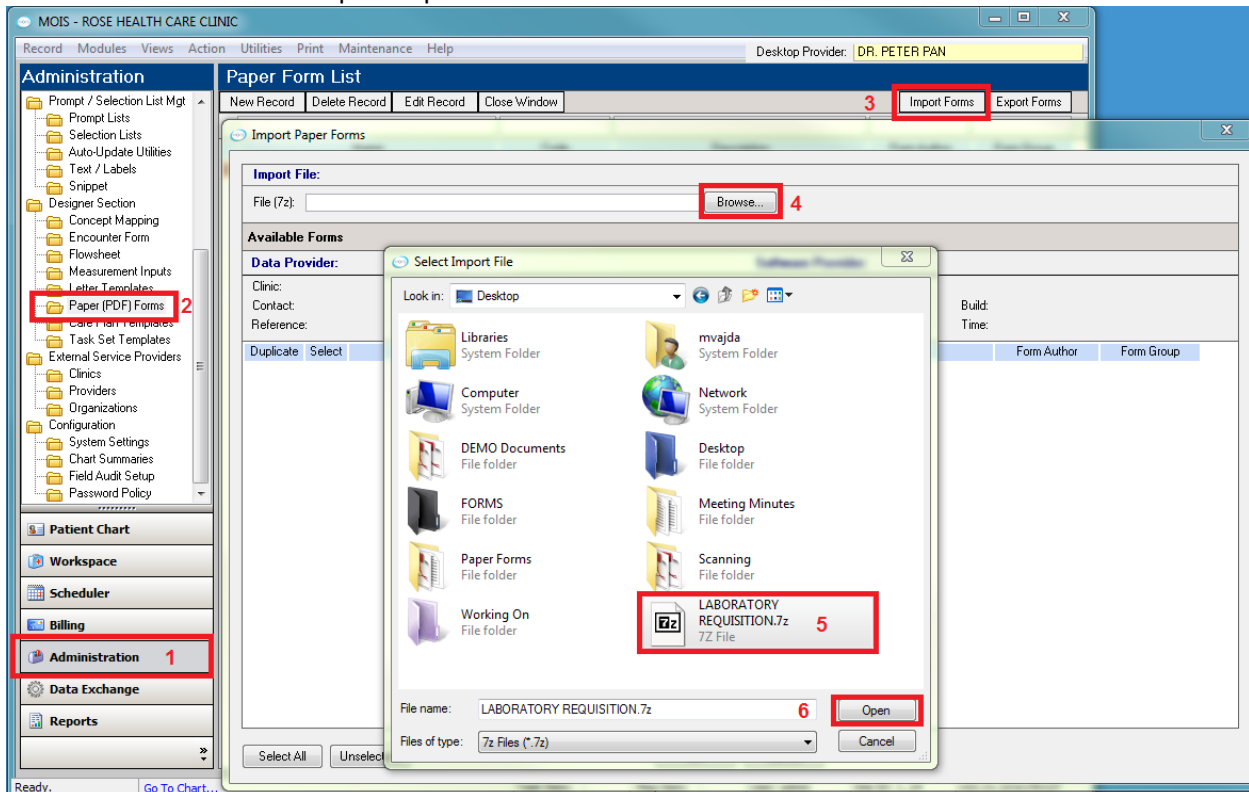 MOIS - ROSE HEALTH CARE CLINIC
Record Modules Views Action Utilities Print Maintenance Help
Desktop Provider: DR. PETER PAN
Administration
Paper Form List
New Record Delete Record Edit Record Close Window 3 Import Forms Export Forms
Prompt / Selection List Mgt
Prompt Lists
Selection Lists
Auto-Update Utilities
Text / Labels
Snippet
Designer Section
Concept Mapping
Encounter Form
Flowsheet
Measurement Inputs
Letter Templates
Paper (PDF) Forms 2
Care Plan Templates
Task Set Templates
External Service Providers
Clinics
Providers
Organizations
Configuration
System Settings
Chart Summaries
Field Audit Setup
Password Policy
Patient Chart
Workspace
Scheduler
Billing
Administration 1
Data Exchange
Reports
Ready. Go To Chart...
Import Paper Forms
Import File:
File (7z): Browse... 4
Available Forms
Data Provider:
Clinic:
Contact: Build:
Reference: Time:
Duplicate Select Form Author Form Group
Select All Unselec
Select Import File
Look in: Desktop
Libraries
System Folder
mvajda
System Folder
Computer
System Folder
Network
System Folder
DEMO Documents
File folder
Desktop
File folder
FORMS
File folder
Meeting Minutes
File folder
Paper Forms
File folder
Scanning
File folder
Working On
File folder
7z
LABORATORY
REQUISITION.7z 5
7Z File
File name: LABORATORY REQUISITION.7z 6 Open
Files of type: 7z Files (*.7z) Cancel